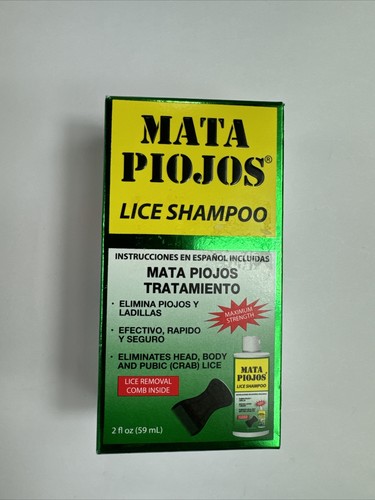 MATA
PIOJOS®
LICE SHAMPOO
INSTRUCCIONES EN ESPAÑOL INCLUIDAS
MATA PIOJOS
TRATAMIENTO
• ELIMINA PIOJOS Y
LADILLAS
MAXIMUM
STRENGTH
• EFECTIVO, RAPIDO
Y SEGURO
• ELIMINATES HEAD, BODY
AND PUBIC (CRAB) LICE
LICE REMOVAL
COMB INSIDE
MATA
PIOJOS
LICE SHAMPOO
2 fl oz (59 mL)